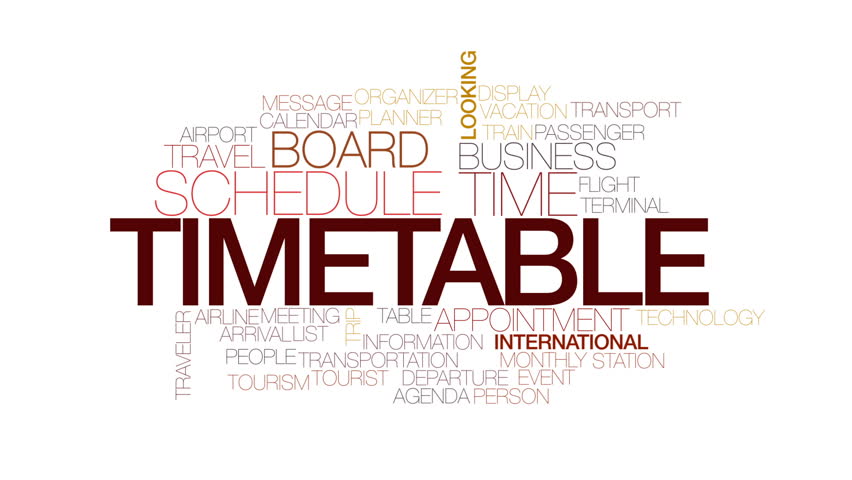 LOOKING
MESSAGE ORGANIZER DISPLAY
CALENDAR PLANNER VACATION TRANSPORT
AIRPORT BOARD TRAIN PASSENGER
TRAVEL BUSINESS
SCHEDULE TIME FLIGHT
TERMINAL
TIMETABLE
TRAVELER AIRLINE MEETING TRIP TABLE APPOINTMENT TECHNOLOGY
ARRIVAL LIST INFORMATION INTERNATIONAL
PEOPLE TRANSPORTATION MONTHLY STATION
TOURISM TOURIST DEPARTURE EVENT
AGENDA PERSON